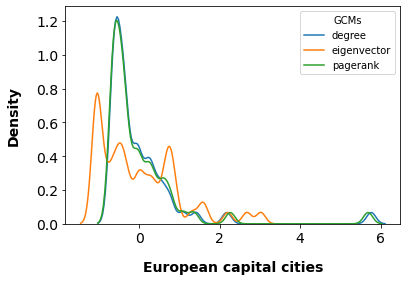 GCMs
degree
eigenvector
pagerank
1.2
1.0
0.8
0.6
0.4
0.2
0.0
Density
0 2 4 6
European capital cities